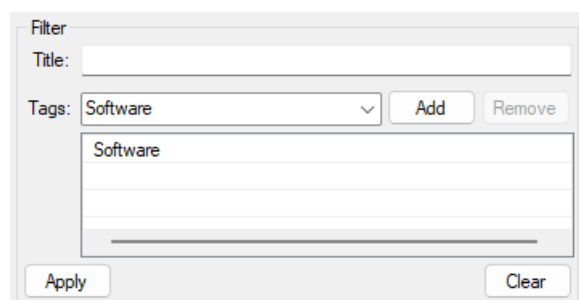 Filter
Title:
Tags: Software Add Remove
Software
Apply Clear